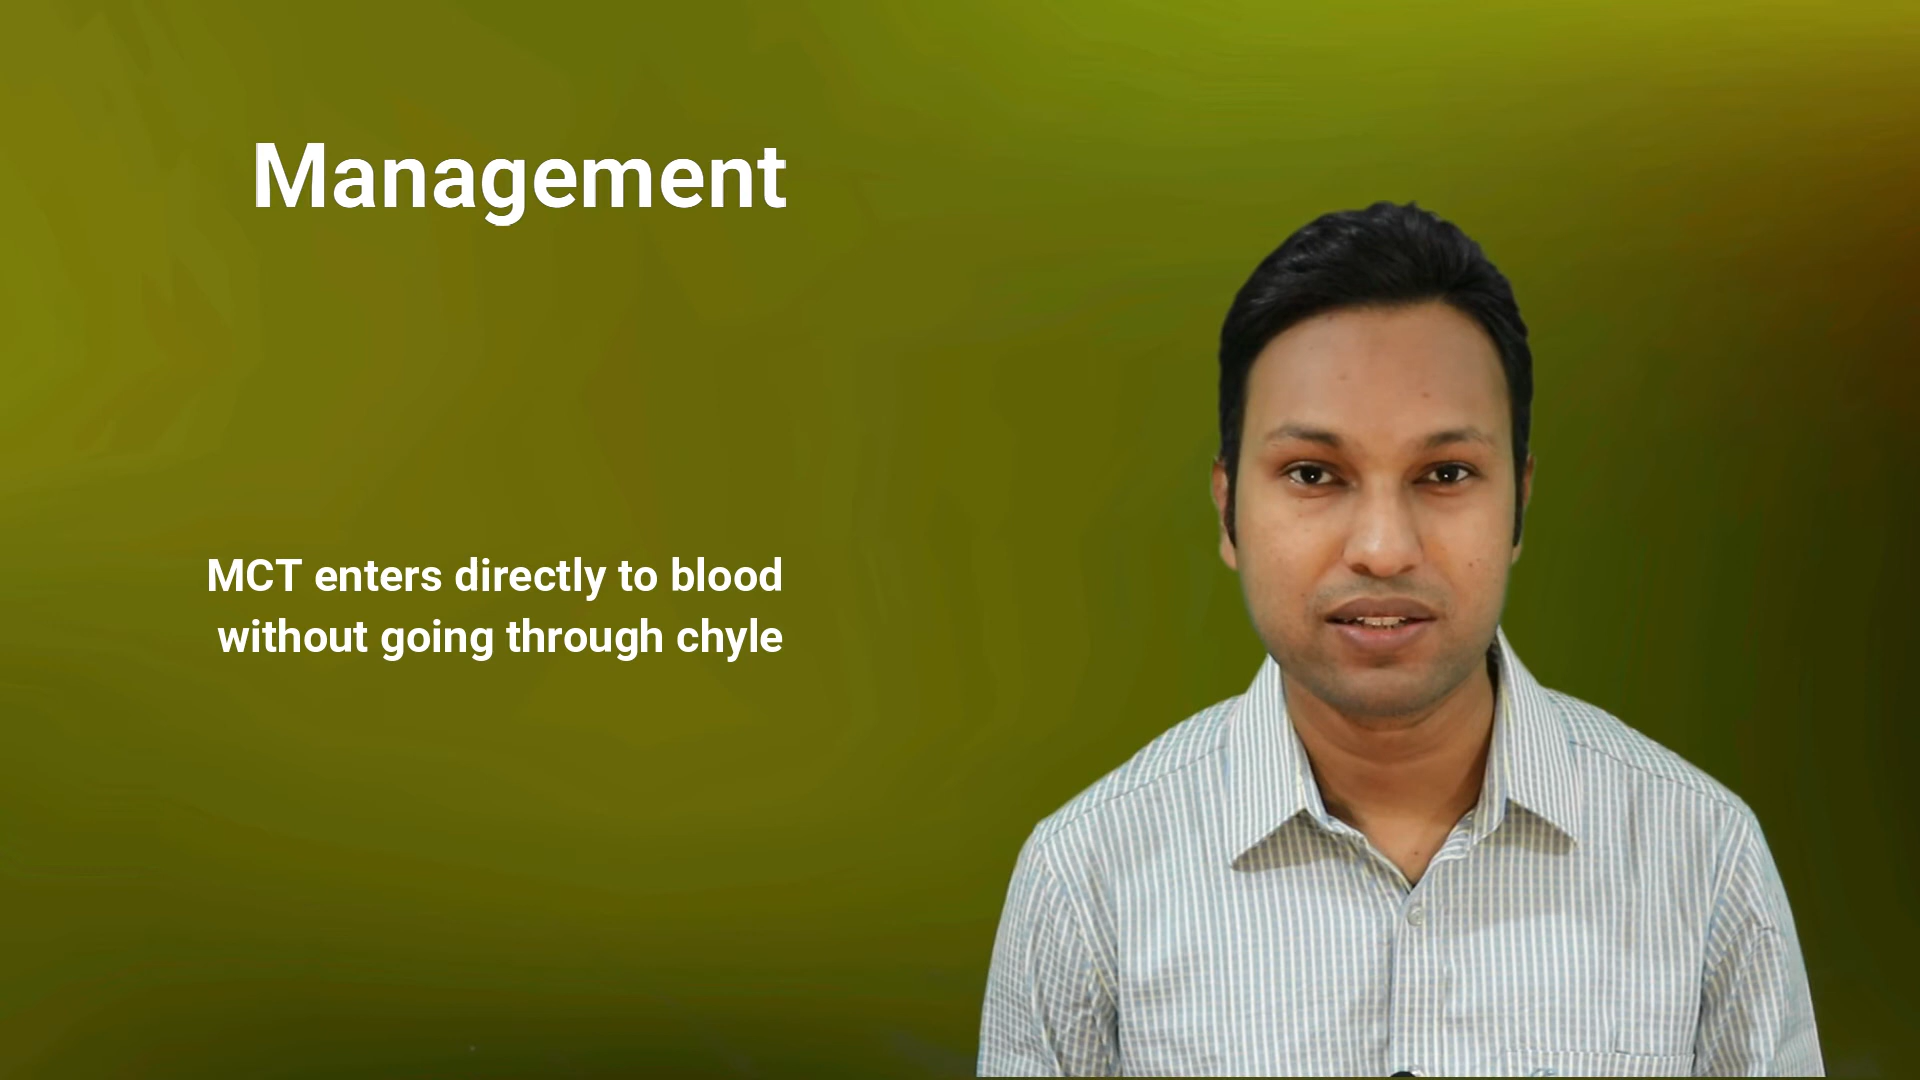 Management
MCT enters directly to blood
without going through chyle